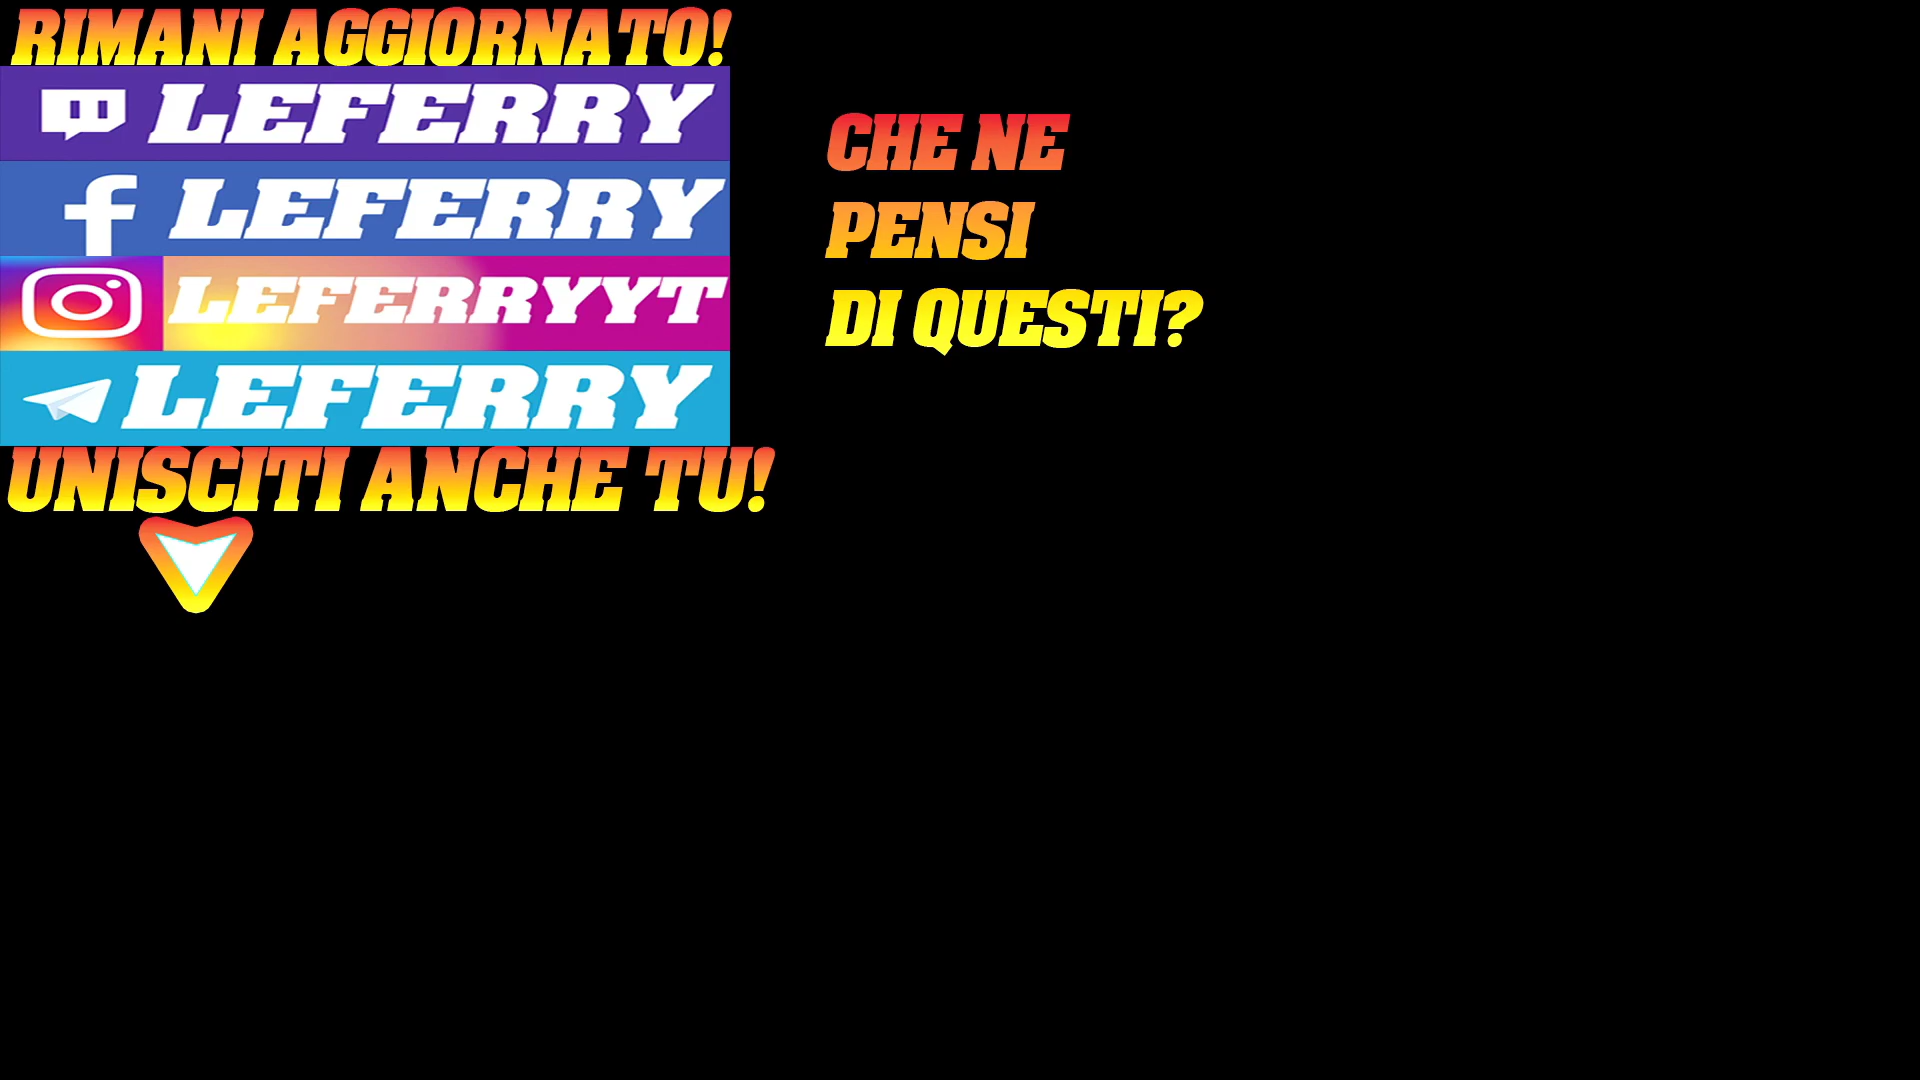 RIMANI AGGIORNATO!
LEFERRY
LEFERRY
LEFERRYYT
LEFERRY
UNISCITI ANCHE TU!
CHE NE
PENSI
DI QUESTI?